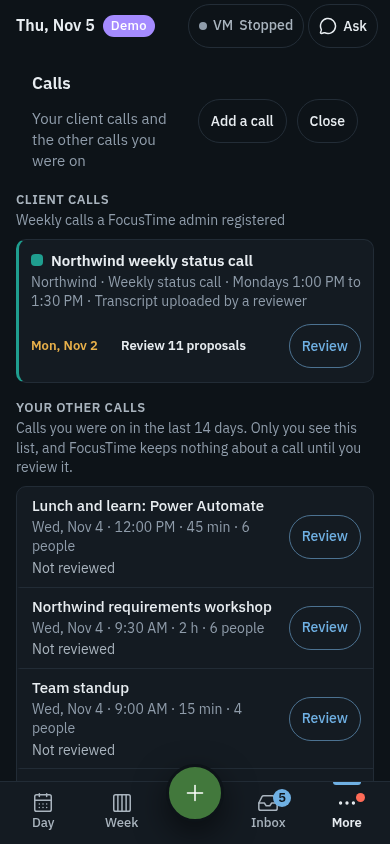 Thu, Nov 5 Demo VM Stopped Ask
Calls
Your client calls and
the other calls you
were on
Add a call Close
CLIENT CALLS
Weekly calls a FocusTime admin registered
Northwind weekly status call
Northwind · Weekly status call · Mondays 1:00 PM to
1:30 PM · Transcript uploaded by a reviewer
Mon, Nov 2 Review 11 proposals Review
YOUR OTHER CALLS
Calls you were on in the last 14 days. Only you see this
list, and FocusTime keeps nothing about a call until you
review it.
Lunch and learn: Power Automate
Wed, Nov 4 · 12:00 PM · 45 min · 6
people
Not reviewed
Review
Northwind requirements workshop
Wed, Nov 4 · 9:30 AM · 2 h · 6 people
Not reviewed
Review
Team standup
Wed, Nov 4 · 9:00 AM · 15 min · 4
people
Not reviewed
Review
Day Week Inbox 5 More